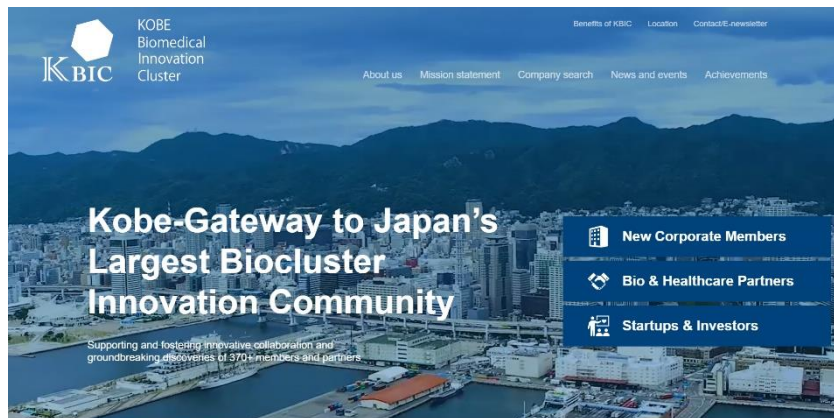 KBIC
KOBE
Biomedical
Innovation
Cluster
Benefits of KBIC Location Contact/E-newsletter
About us Mission statement Company search News and events Achievements
Kobe-Gateway to Japan's
Largest Biocluster
Innovation Community
Supporting and fostering innovative collaboration and
groundbreaking discoveries of 370+ members and partners
New Corporate Members
Bio & Healthcare Partners
Startups & Investors